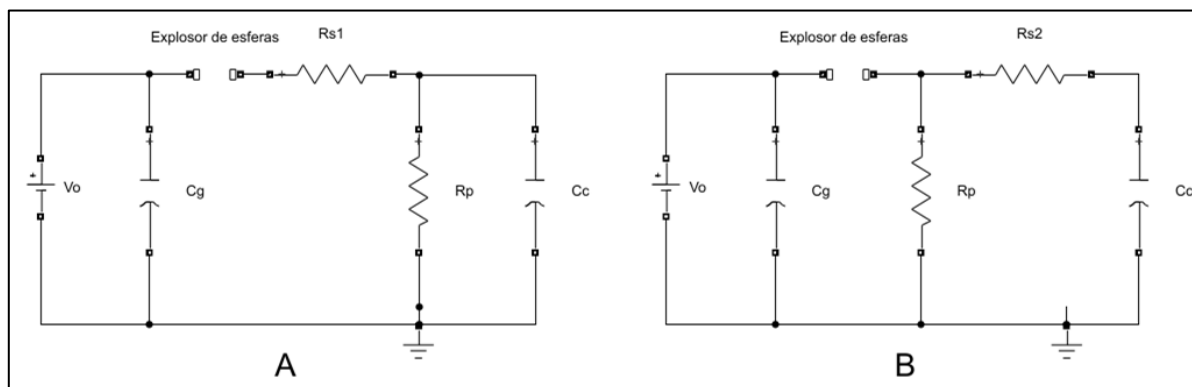 Explosor de esferas
Rs1
Vo
Cg
Rp
Cc
A
Explosor de esferas
Rs2
Vo
Cg
Rp
Cc
B